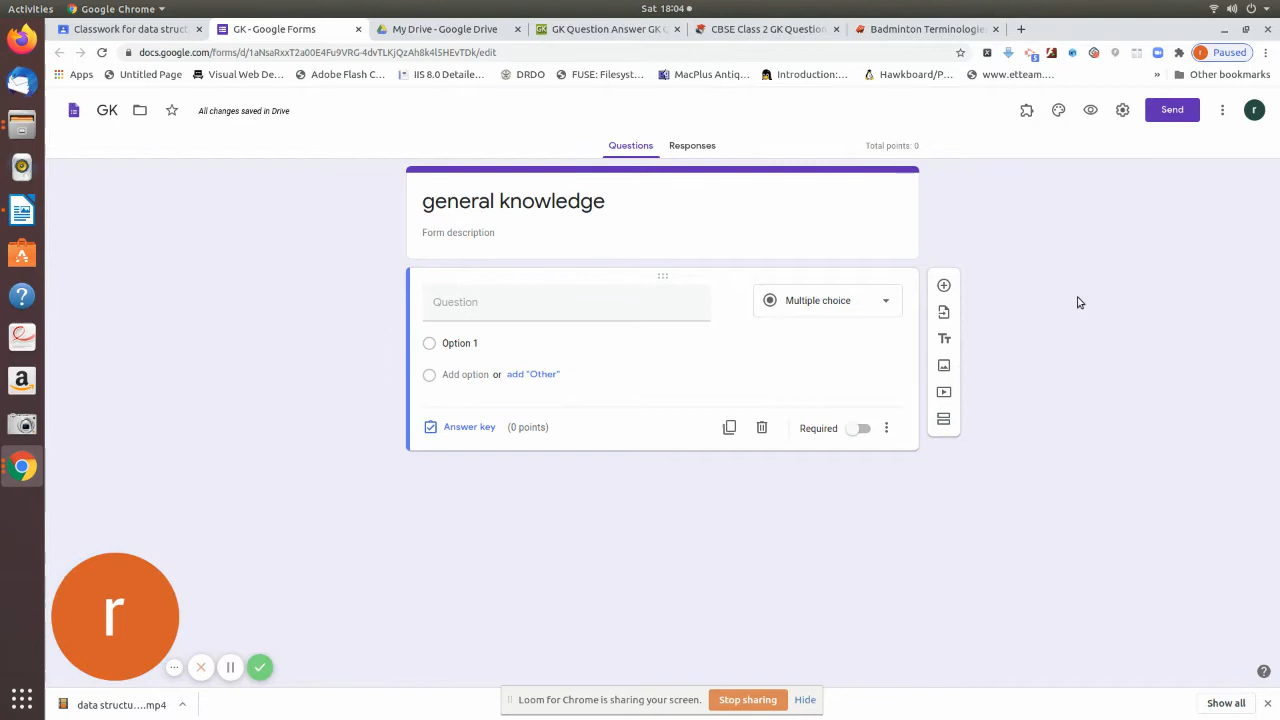 Activities Google Chrome Sat 18:04
Classwork for data struct GK - Google Forms My Drive - Google Drive GK Question Answer GK Q CBSE Class 2 GK Question Badminton Terminologies
docs.google.com/forms/d/1aNsaRxxT2a00E4Fu9VRG-4dvTLKjQzAh8k4lSHEvTDk/edit Paused
Apps Untitled Page Visual Web De... Adobe Flash C... IIS 8.0 Detaile... DRDO FUSE: Filesyst... MacPlus Antiq... Introduction:... Hawkboard/P... www.etteam.... » Other bookmarks
GK All changes saved in Drive Send r
Questions Responses Total points: 0
general knowledge
Form description
Question Multiple choice
Option 1
Add option or add "Other"
Answer key (0 points) Required
r
data structu....mp4 Loom for Chrome is sharing your screen. Stop sharing Hide Show all